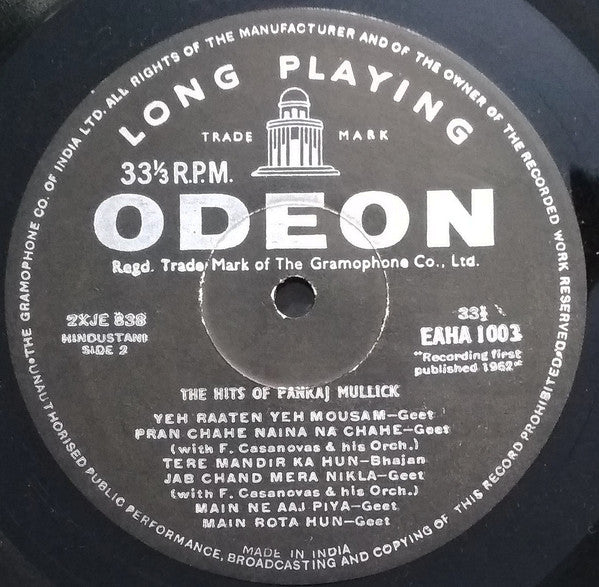 THE GRAMOPHONE CO. OF INDIA LTD. ALL RIGHTS OF THE MANUFACTURER AND OF THE OWNER OF THE RECORDED WORK RESERVED.
UNAUTHORISED PUBLIC PERFORMANCE, BROADCASTING AND COPYING OF THIS RECORD PROHIBITED.
LONG PLAYING
TRADE MARK
33⅓ R.P.M.
ODEON
Regd. Trade Mark of The Gramophone Co., Ltd.
2XJE 838
HINDUSTANI
SIDE 2
33⅓
EAHA 1003
"Recording first
published 1962"
THE HITS OF PANKAJ MULLICK
YEH RAATEN YEH MOUSAM—Geet
PRAN CHAHE NAINA NA CHAHE—Geet
(with F. Casanovas & his Orch.)
TERE MANDIR KA HUN—Bhajan
JAB CHAND MERA NIKLA—Geet
(with F. Casanovas & his Orch.)
MAIN NE AAJ PIYA—Geet
MAIN ROTA HUN—Geet
MADE IN INDIA